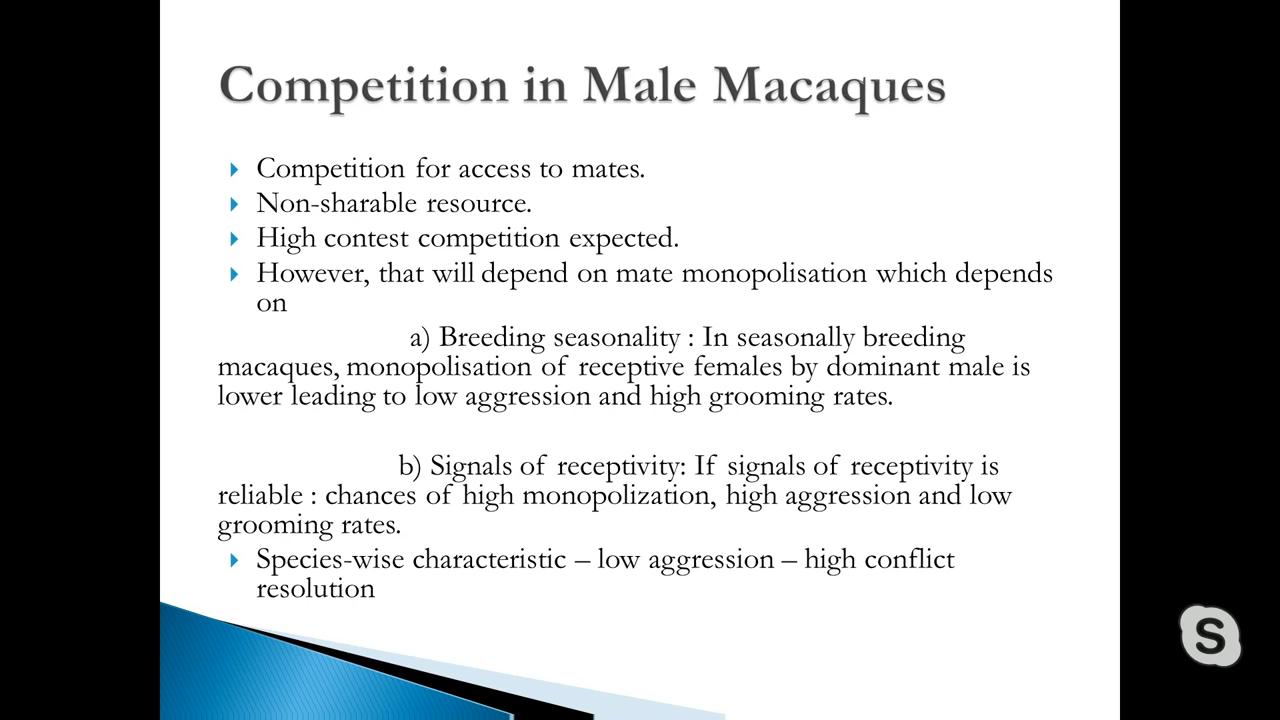 Competition in Male Macaques
Competition for access to mates.
Non-sharable resource.
High contest competition expected.
However, that will depend on mate monopolisation which depends
on
a) Breeding seasonality : In seasonally breeding
macaques, monopolisation of receptive females by dominant male is
lower leading to low aggression and high grooming rates.
b) Signals of receptivity: If signals of receptivity is
reliable : chances of high monopolization, high aggression and low
grooming rates.
Species-wise characteristic – low aggression – high conflict
resolution
S